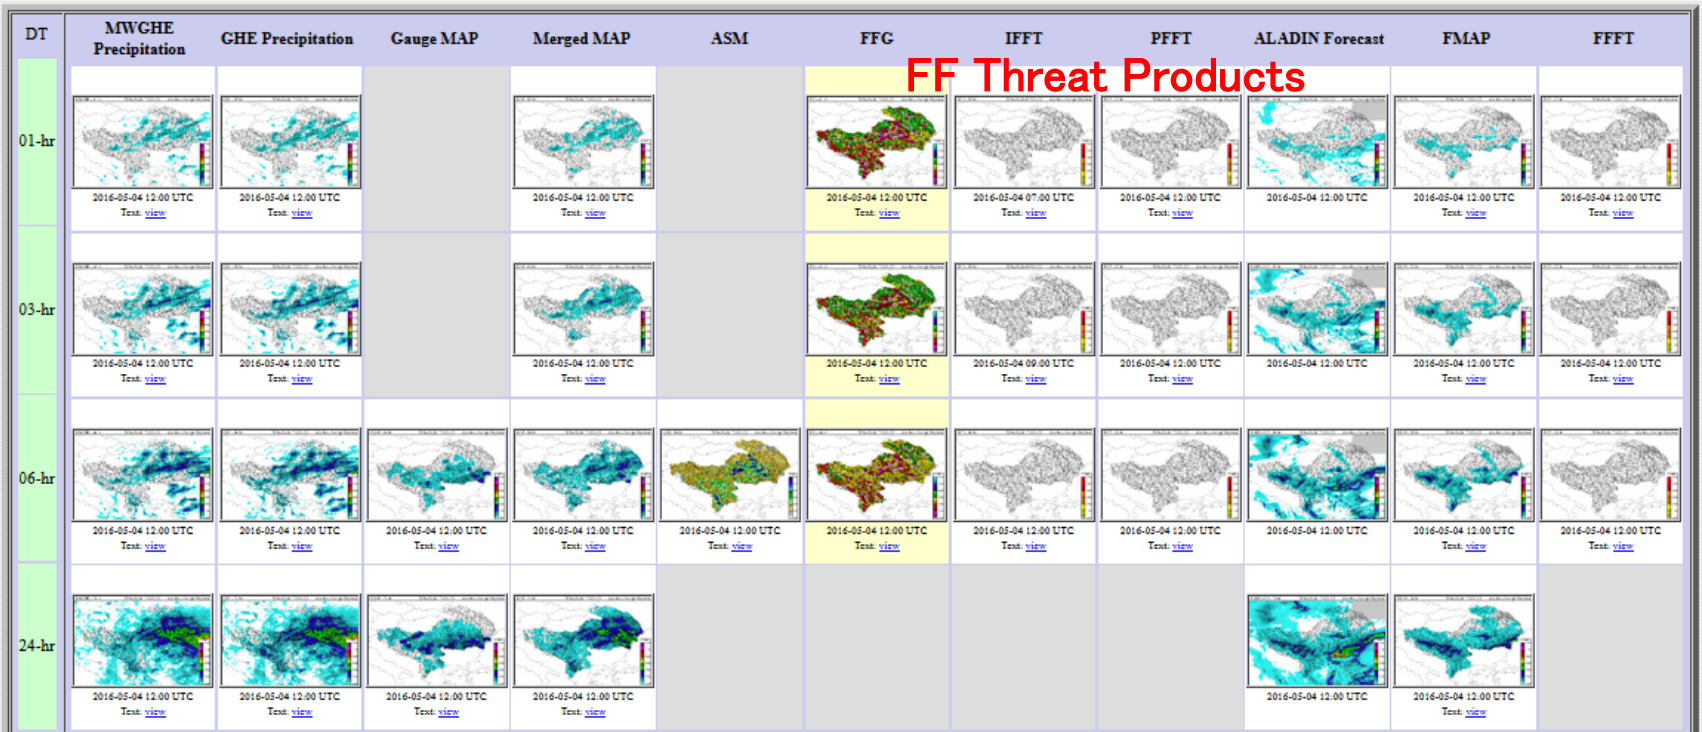 DT
MWGHE
Precipitation
GHE Precipitation
Gauge MAP
Merged MAP
ASM
FFG
IFFT
PFFT
ALADIN Forecast
FMAP
FFFT
FF Threat Products
01-hr
2016-05-04 12:00 UTC
Text: view
2016-05-04 12:00 UTC
Text: view
2016-05-04 12:00 UTC
Text: view
2016-05-04 12:00 UTC
Text: view
2016-05-04 07:00 UTC
Text: view
2016-05-04 12:00 UTC
Text: view
2016-05-04 12:00 UTC
2016-05-04 12:00 UTC
Text: view
2016-05-04 12:00 UTC
Text: view
03-hr
2016-05-04 12:00 UTC
Text: view
2016-05-04 12:00 UTC
Text: view
2016-05-04 12:00 UTC
Text: view
2016-05-04 12:00 UTC
Text: view
2016-05-04 09:00 UTC
Text: view
2016-05-04 12:00 UTC
Text: view
2016-05-04 12:00 UTC
2016-05-04 12:00 UTC
Text: view
2016-05-04 12:00 UTC
Text: view
06-hr
2016-05-04 12:00 UTC
Text: view
2016-05-04 12:00 UTC
Text: view
2016-05-04 12:00 UTC
Text: view
2016-05-04 12:00 UTC
Text: view
2016-05-04 12:00 UTC
Text: view
2016-05-04 12:00 UTC
Text: view
2016-05-04 12:00 UTC
Text: view
2016-05-04 12:00 UTC
Text: view
2016-05-04 12:00 UTC
2016-05-04 12:00 UTC
Text: view
2016-05-04 12:00 UTC
Text: view
24-hr
2016-05-04 12:00 UTC
Text: view
2016-05-04 12:00 UTC
Text: view
2016-05-04 12:00 UTC
Text: view
2016-05-04 12:00 UTC
Text: view
2016-05-04 12:00 UTC
2016-05-04 12:00 UTC
Text: view